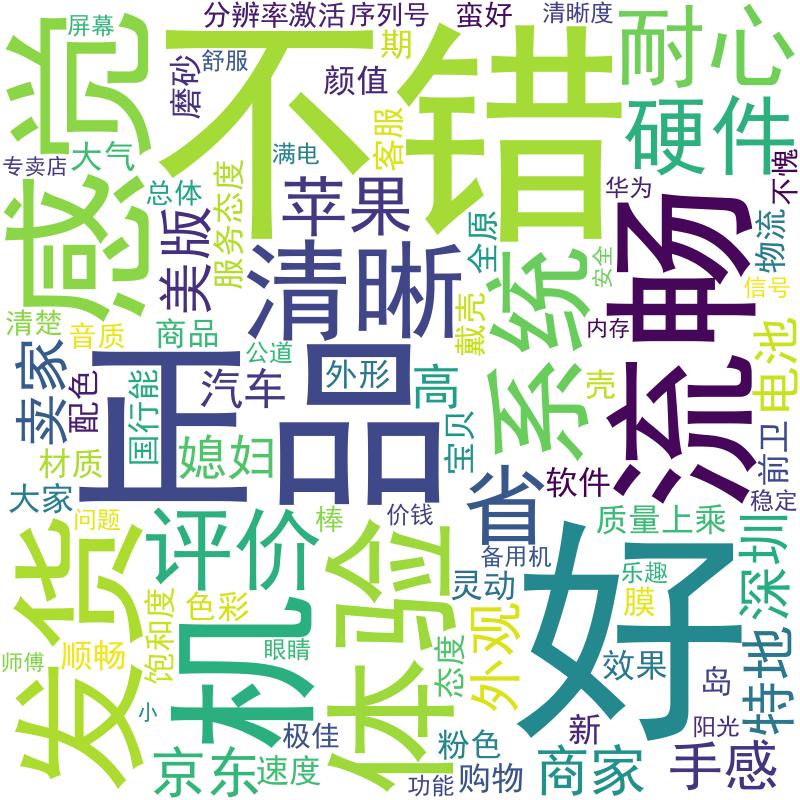 屏幕
分辨率激活
序列号
蛮好
清晰度
感觉
不错
舒服
磨砂
颜值
期
耐心
硬件
专卖店
大气
满电
客服
总体
服务态度
苹果
全原
华为
不愧
美版
清晰
系统
流畅
物流
安全
信号
清楚
音质
商品
戴壳
内存
公道
卖家
配色
正品
国行能
汽车
外形
高
壳
电池
材质
媳妇
宝贝
前卫
大家
省
软件
稳定
问题
发货
评价
棒
价钱
体验
质量上乘
深圳
备用机
好
灵动
乐趣
膜
饱和度
色彩
机
师傅
顺畅
眼睛
态度
外观
效果
岛
特地
小
极佳
粉色
新
阳光
京东
速度
功能
购物
商家
手感